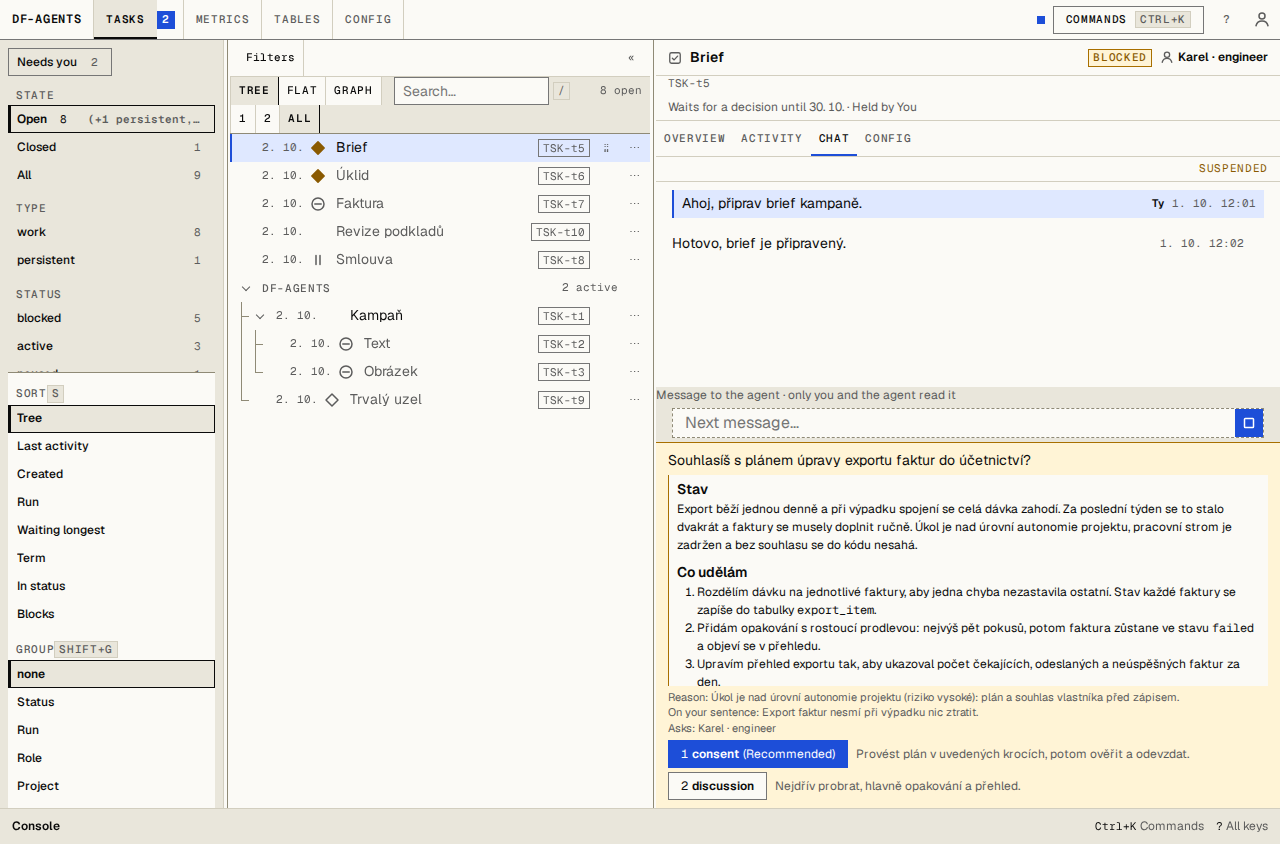 DF-AGENTS TASKS 2 METRICS TABLES CONFIG COMMANDS CTRL+K ?
Needs you 2
STATE
Open 8 (+1 persistent,…
Closed 1
All 9
TYPE
work 8
persistent 1
STATUS
blocked 5
active 3
SORT S
Tree
Last activity
Created
Run
Waiting longest
Term
In status
Blocks
GROUP SHIFT+G
none
Status
Run
Role
Project
Filters «
TREE FLAT GRAPH Search… / 8 open
1 2 ALL
2. 10. Brief TSK-t5 …
2. 10. Úklid TSK-t6 …
2. 10. Faktura TSK-t7 …
2. 10. Revize podkladů TSK-t10 …
2. 10. Smlouva TSK-t8 …
DF-AGENTS 2 active
2. 10. Kampaň TSK-t1 …
2. 10. Text TSK-t2 …
2. 10. Obrázek TSK-t3 …
2. 10. Trvalý uzel TSK-t9 …
Brief BLOCKED Karel · engineer
TSK-t5
Waits for a decision until 30. 10. · Held by You
OVERVIEW ACTIVITY CHAT CONFIG
SUSPENDED
Ahoj, připrav brief kampaně. Ty 1. 10. 12:01
Hotovo, brief je připravený. 1. 10. 12:02
Message to the agent · only you and the agent read it
Next message…
Souhlasíš s plánem úpravy exportu faktur do účetnictví?
Stav
Export běží jednou denně a při výpadku spojení se celá dávka zahodí. Za poslední týden se to stalo
dvakrát a faktury se musely doplnit ručně. Úkol je nad úrovní autonomie projektu, pracovní strom je
zadržen a bez souhlasu se do kódu nesahá.
Co udělám
1. Rozdělím dávku na jednotlivé faktury, aby jedna chyba nezastavila ostatní. Stav každé faktury se
zapíše do tabulky export_item.
2. Přidám opakování s rostoucí prodlevou: nejvýš pět pokusů, potom faktura zůstane ve stavu failed
a objeví se v přehledu.
3. Upravím přehled exportu tak, aby ukazoval počet čekajících, odeslaných a neúspěšných faktur za
den.
Reason: Úkol je nad úrovní autonomie projektu (riziko vysoké): plán a souhlas vlastníka před zápisem.
On your sentence: Export faktur nesmí při výpadku nic ztratit.
Asks: Karel · engineer
1 consent (Recommended) Provést plán v uvedených krocích, potom ověřit a odevzdat.
2 discussion Nejdřív probrat, hlavně opakování a přehled.
Console Ctrl+K Commands ? All keys